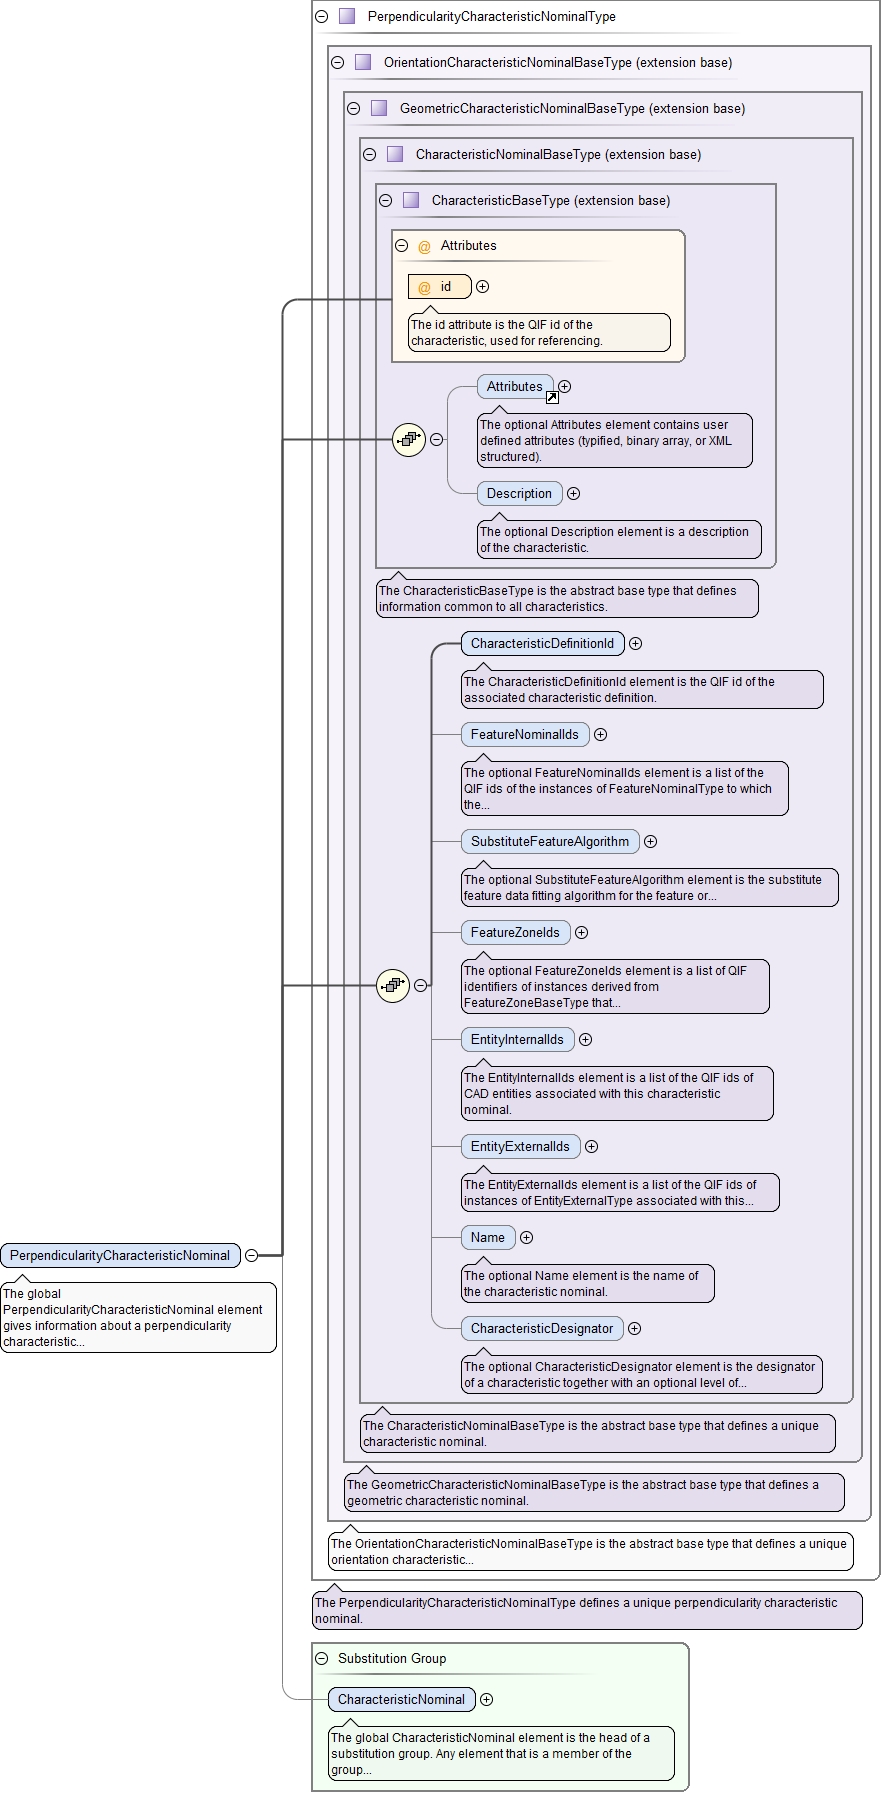 PerpendicularityCharacteristicNominalType
OrientationCharacteristicNominalBaseType (extension base)
GeometricCharacteristicNominalBaseType (extension base)
CharacteristicNominalBaseType (extension base)
CharacteristicBaseType (extension base)
@ Attributes
@ id
The id attribute is the QIF id of the
characteristic, used for referencing.
Attributes
The optional Attributes element contains user
defined attributes (typified, binary array, or XML
structured).
Description
The optional Description element is a description
of the characteristic.
The CharacteristicBaseType is the abstract base type that defines
information common to all characteristics.
CharacteristicDefinitionId
The CharacteristicDefinitionId element is the QIF id of the
associated characteristic definition.
FeatureNominalIds
The optional FeatureNominalIds element is a list of the
QIF ids of the instances of FeatureNominalType to which
the...
SubstituteFeatureAlgorithm
The optional SubstituteFeatureAlgorithm element is the substitute
feature data fitting algorithm for the feature or...
FeatureZoneIds
The optional FeatureZoneIds element is a list of QIF
identifiers of instances derived from
FeatureZoneBaseType that...
EntityInternalIds
The EntityInternalIds element is a list of the QIF ids of
CAD entities associated with this characteristic
nominal.
EntityExternalIds
The EntityExternalIds element is a list of the QIF ids of
instances of EntityExternalType associated with this...
Name
The optional Name element is the name of
the characteristic nominal.
CharacteristicDesignator
The optional CharacteristicDesignator element is the designator
of a characteristic together with an optional level of...
The CharacteristicNominalBaseType is the abstract base type that defines a unique
characteristic nominal.
The GeometricCharacteristicNominalBaseType is the abstract base type that defines a
geometric characteristic nominal.
The OrientationCharacteristicNominalBaseType is the abstract base type that defines a unique
orientation characteristic...
The PerpendicularityCharacteristicNominalType defines a unique perpendicularity characteristic
nominal.
PerpendicularityCharacteristicNominal
The global
PerpendicularityCharacteristicNominal element
gives information about a perpendicularity
characteristic...
Substitution Group
CharacteristicNominal
The global CharacteristicNominal element is the head of a
substitution group. Any element that is a member of the
group...